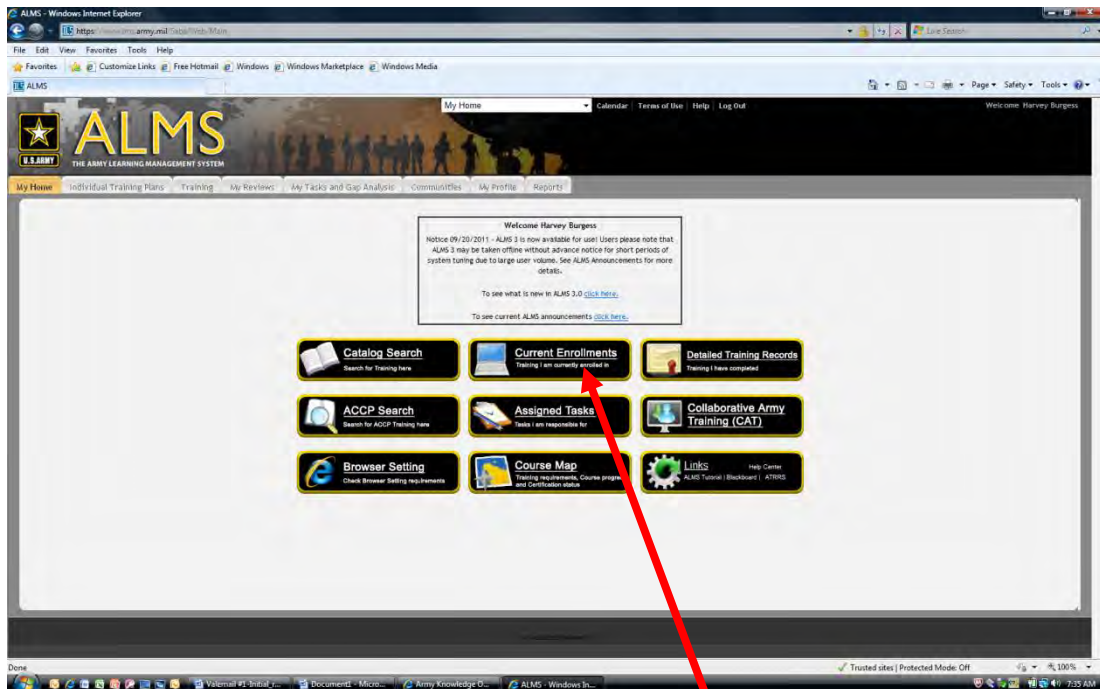 ALMS - Windows Internet Explorer
https army.mil
Live Search
File Edit View Favorites Tools Help
Favorites Customize Links Free Hotmail Windows Windows Marketplace Windows Media
ALMS
Page Safety Tools
My Home Calendar Terms of Use Help Log Out Welcome Harvey Burgess
ALMS
U.S.ARMY THE ARMY LEARNING MANAGEMENT SYSTEM
My Home Individual Training Plans Training My Reviews My Tasks and Gap Analysis Communities My Profile Reports
Welcome Harvey Burgess
Notice 09/20/2011 - ALMS 3 is now available for use! Users please note that
ALMS 3 may be taken offline without advance notice for short periods of
system tuning due to large user volume. See ALMS Announcements for more
details.
To see what is new in ALMS 3.0 click here.
To see current ALMS announcements click here.
Catalog Search
Search for Training here
Current Enrollments
Training I am currently enrolled in
Detailed Training Records
Training I have completed
ACCP Search
Search for ACCP Training here
Assigned Tasks
Tasks I am responsible for
Collaborative Army
Training (CAT)
Browser Setting
Check Browser Setting requirements
Course Map
Training requirements, Course
and Certification status
Links Help Center
ALMS Tutorial | Blackboard | ATRRS
Done Trusted sites | Protected Mode: Off 100%
Valemail #1-Initial_r... Document1 - Micro... Army Knowledge O... ALMS - Windows In... 7:35 AM